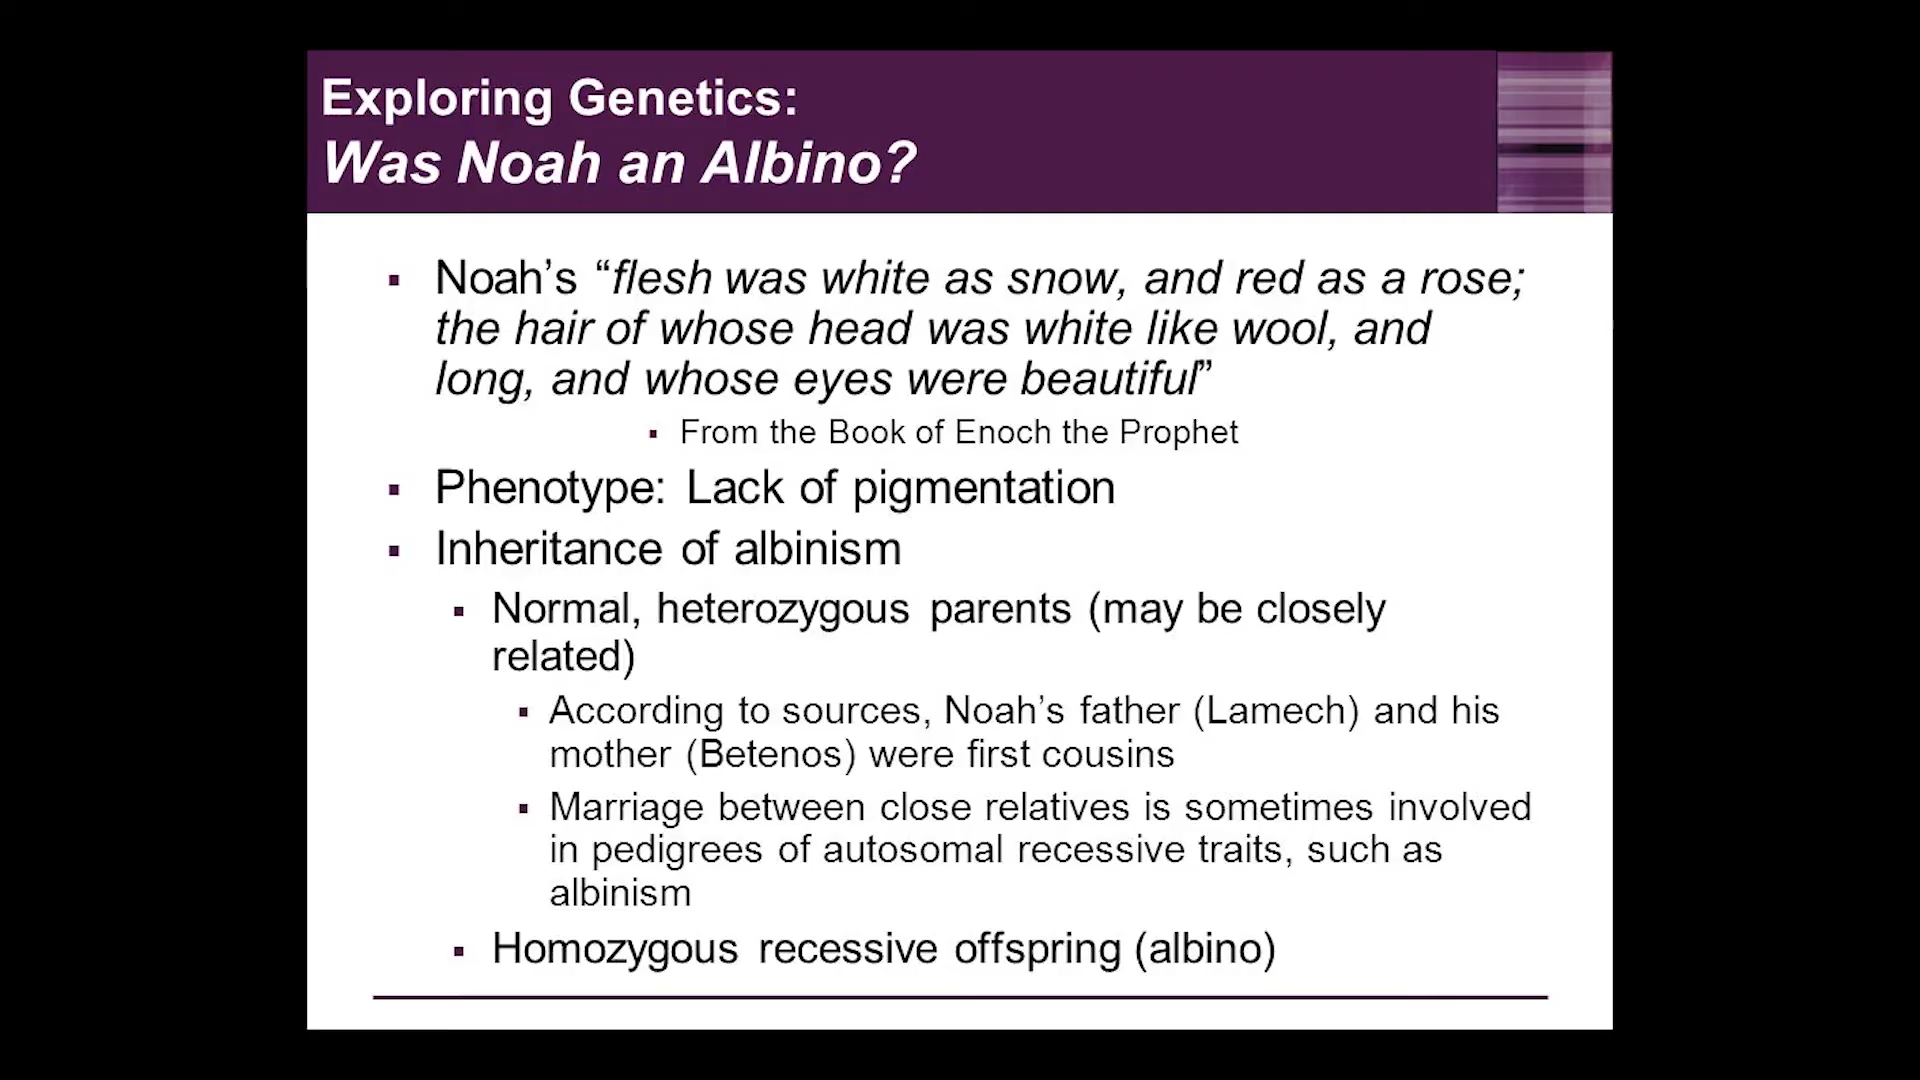 Exploring Genetics:
Was Noah an Albino?
▪ Noah’s “flesh was white as snow, and red as a rose;
the hair of whose head was white like wool, and
long, and whose eyes were beautiful”
▪ From the Book of Enoch the Prophet
▪ Phenotype: Lack of pigmentation
▪ Inheritance of albinism
▪ Normal, heterozygous parents (may be closely
related)
▪ According to sources, Noah’s father (Lamech) and his
mother (Betenos) were first cousins
▪ Marriage between close relatives is sometimes involved
in pedigrees of autosomal recessive traits, such as
albinism
▪ Homozygous recessive offspring (albino)